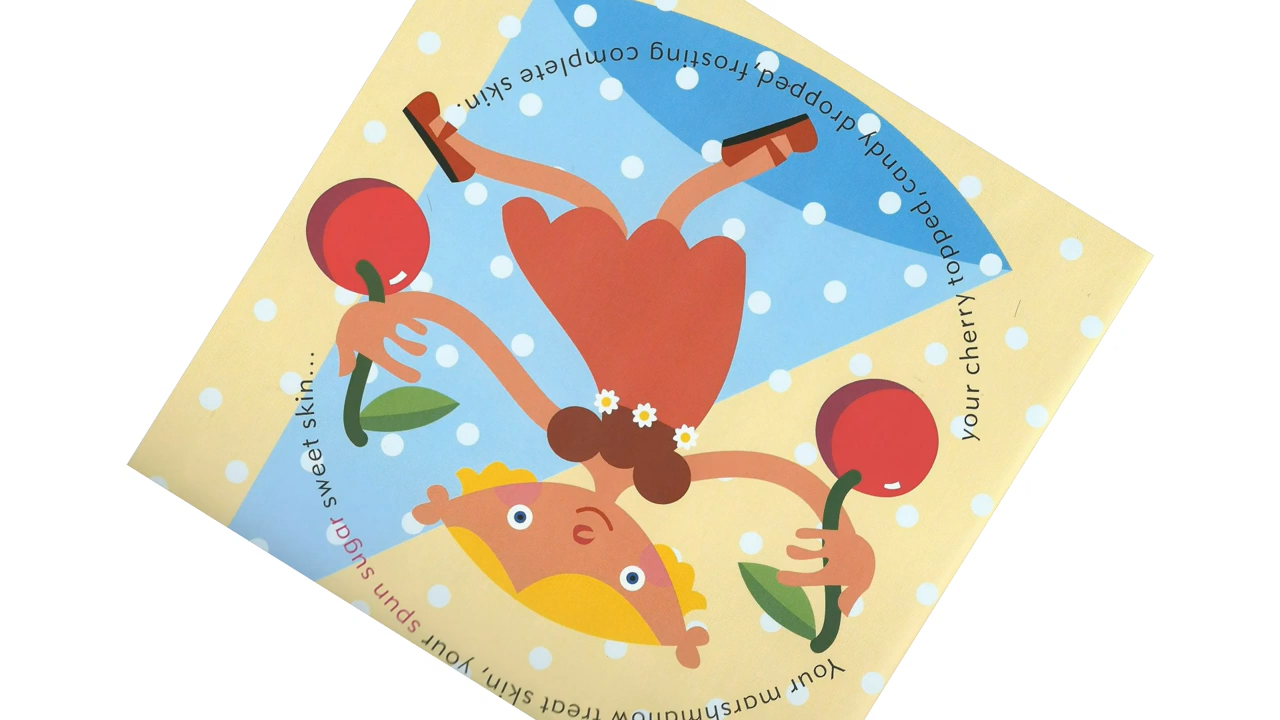 Your marshmallow treat skin, your spun sugar sweet skin...
your cherry topped,candy dropped,frosting complete skin.